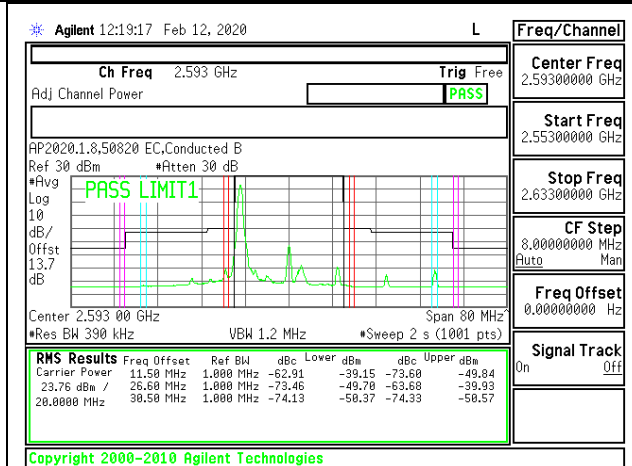 Agilent 12:19:17 Feb 12, 2020 L
Freq/Channel
Ch Freq 2.593 GHz Trig Free
Adj Channel Power PASS
AP2020.1.8,50820 EC,Conducted B
Ref 30 dBm #Atten 30 dB
#Avg
Log
10
dB/
Offst
13.7
dB
PASS LIMIT1
Center 2.593 00 GHz Span 80 MHz^
#Res BW 390 kHz VBW 1.2 MHz #Sweep 2 s (1001 pts)
RMS Results Freq Offset Ref BW dBc Lower dBm dBc Upper dBm
Carrier Power 11.50 MHz 1.000 MHz -62.91 -39.15 -73.60 -49.84
23.76 dBm / 26.60 MHz 1.000 MHz -73.46 -49.70 -63.68 -39.93
20.0000 MHz 30.50 MHz 1.000 MHz -74.13 -50.37 -74.33 -50.57
Center Freq
2.59300000 GHz
Start Freq
2.55300000 GHz
Stop Freq
2.63300000 GHz
CF Step
8.00000000 MHz
Auto Man
Freq Offset
0.00000000 Hz
Signal Track
On Off
Copyright 2000-2010 Agilent Technologies